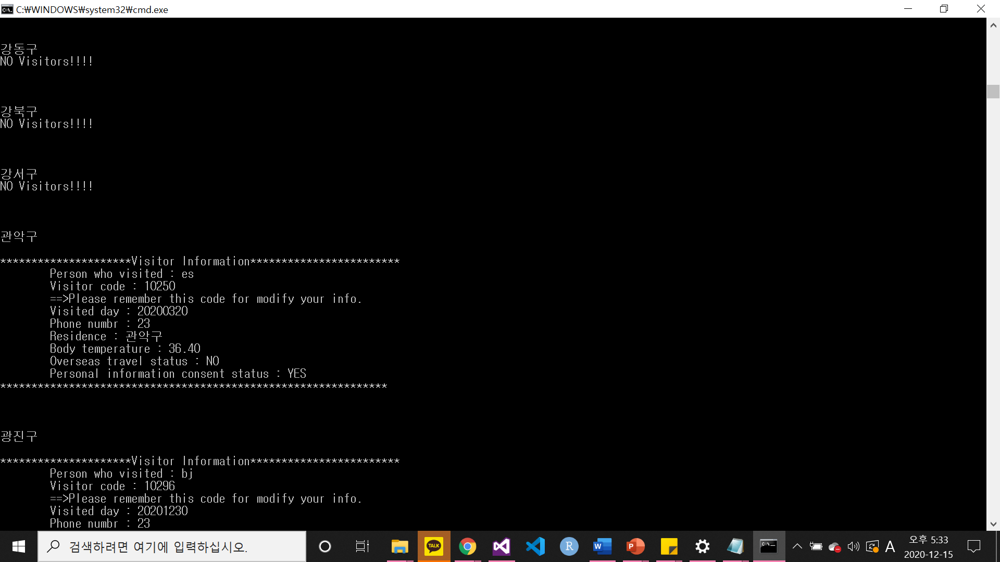 C:₩WINDOWS₩system32₩cmd.exe
강동구
NO Visitors!!!!
강북구
NO Visitors!!!!
강서구
NO Visitors!!!!
관악구
*********************Visitor Information************************
Person who visited : es
Visitor code : 10250
==>Please remember this code for modify your info.
Visited day : 20200320
Phone numbr : 23
Residence : 관악구
Body temperature : 36.40
Overseas travel status : NO
Personal information consent status : YES
**************************************************************
광진구
*********************Visitor Information************************
Person who visited : bj
Visitor code : 10296
==>Please remember this code for modify your info.
Visited day : 20201230
Phone numbr : 23
검색하려면 여기에 입력하십시오.
TALK
R
W
P
A
오후 5:33
2020-12-15